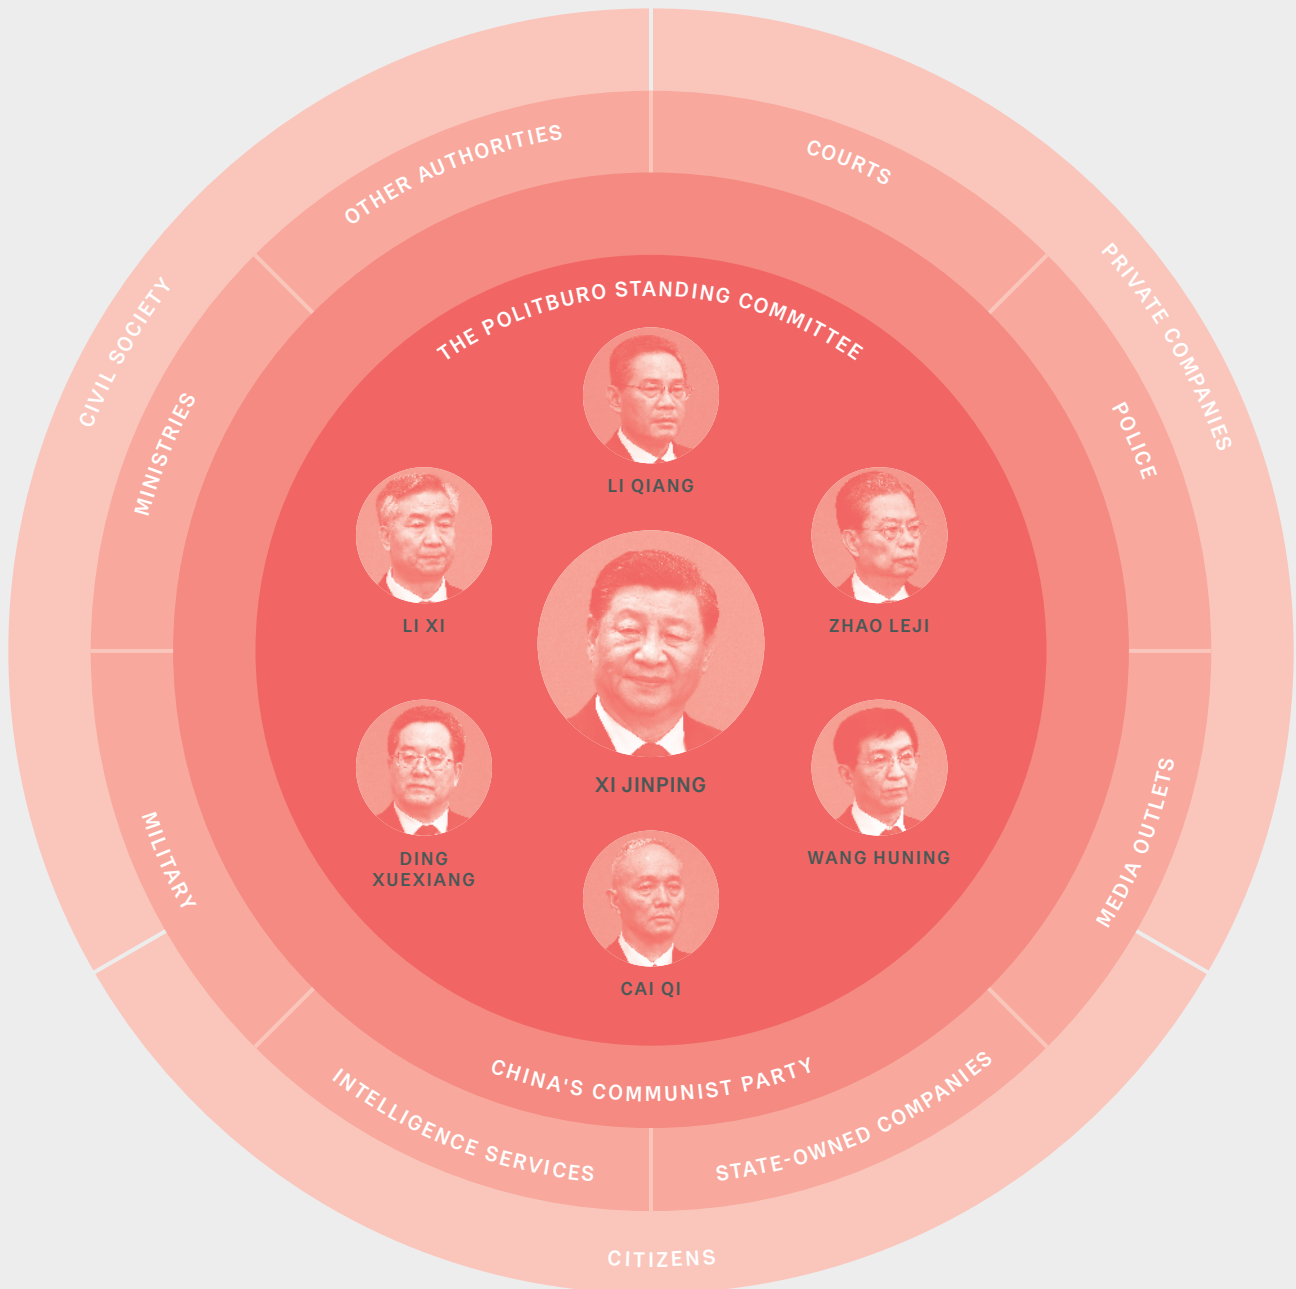 OTHER AUTHORITIES
COURTS
CIVIL SOCIETY
PRIVATE COMPANIES
MINISTRIES
POLICE
THE POLITBURO STANDING COMMITTEE
LI QIANG
LI XI
ZHAO LEJI
XI JINPING
DING
XUEXIANG
WANG HUNING
CAI QI
MILITARY
MEDIA OUTLETS
CHINA'S COMMUNIST PARTY
INTELLIGENCE SERVICES
STATE-OWNED COMPANIES
CITIZENS